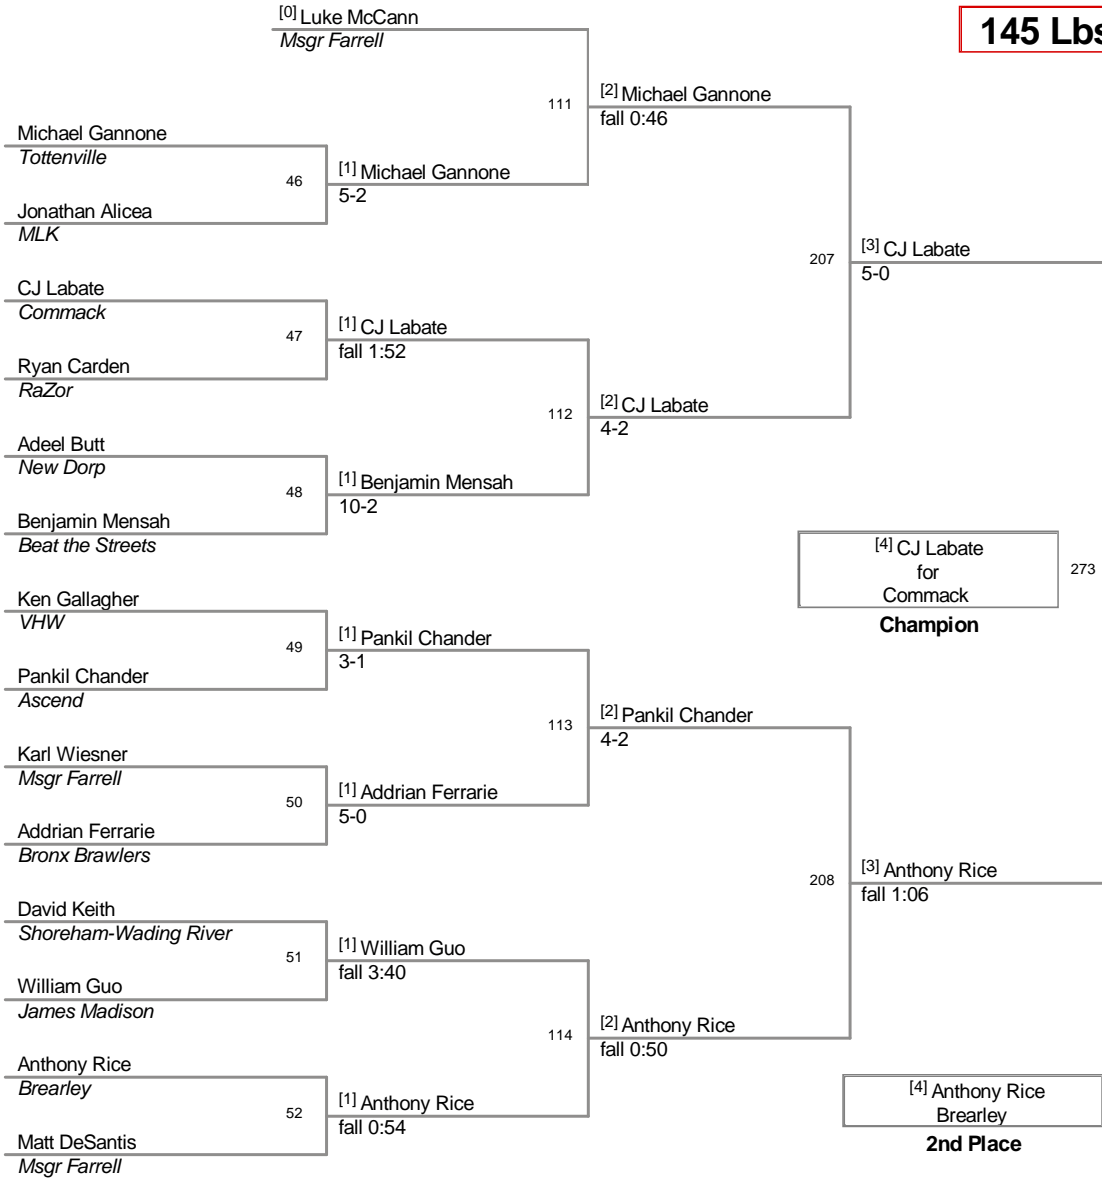 [0] Luke McCann
Msgr Farrell
145 Lbs
111
[2] Michael Gannone
fall 0:46
Michael Gannone
Tottenville
46
[1] Michael Gannone
5-2
Jonathan Alicea
MLK
207
[3] CJ Labate
5-0
CJ Labate
Commack
47
[1] CJ Labate
fall 1:52
Ryan Carden
RaZor
112
[2] CJ Labate
4-2
Adeel Butt
New Dorp
48
[1] Benjamin Mensah
10-2
Benjamin Mensah
Beat the Streets
[4] CJ Labate
for
Commack
273
Champion
Ken Gallagher
VHW
49
[1] Pankil Chander
3-1
Pankil Chander
Ascend
113
[2] Pankil Chander
4-2
Karl Wiesner
Msgr Farrell
50
[1] Addrian Ferrarie
5-0
Addrian Ferrarie
Bronx Brawlers
208
[3] Anthony Rice
fall 1:06
David Keith
Shoreham-Wading River
51
[1] William Guo
fall 3:40
William Guo
James Madison
114
[2] Anthony Rice
fall 0:50
Anthony Rice
Brearley
52
[1] Anthony Rice
fall 0:54
Matt DeSantis
Msgr Farrell
[4] Anthony Rice
Brearley
2nd Place